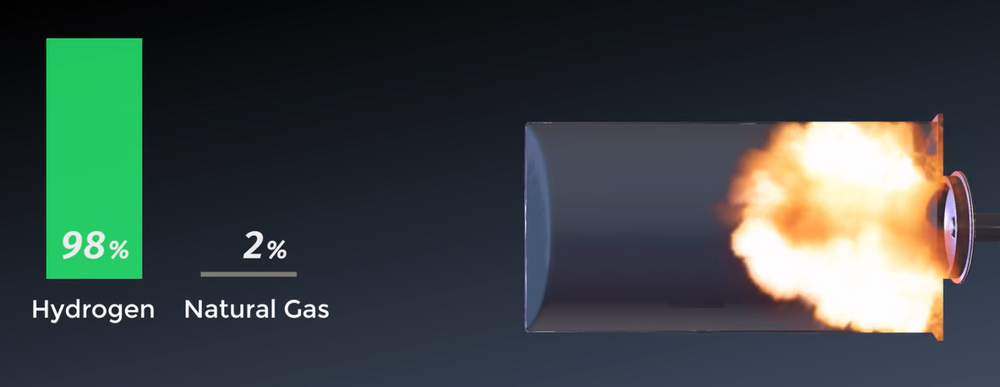 98%
2%
Hydrogen
Natural Gas